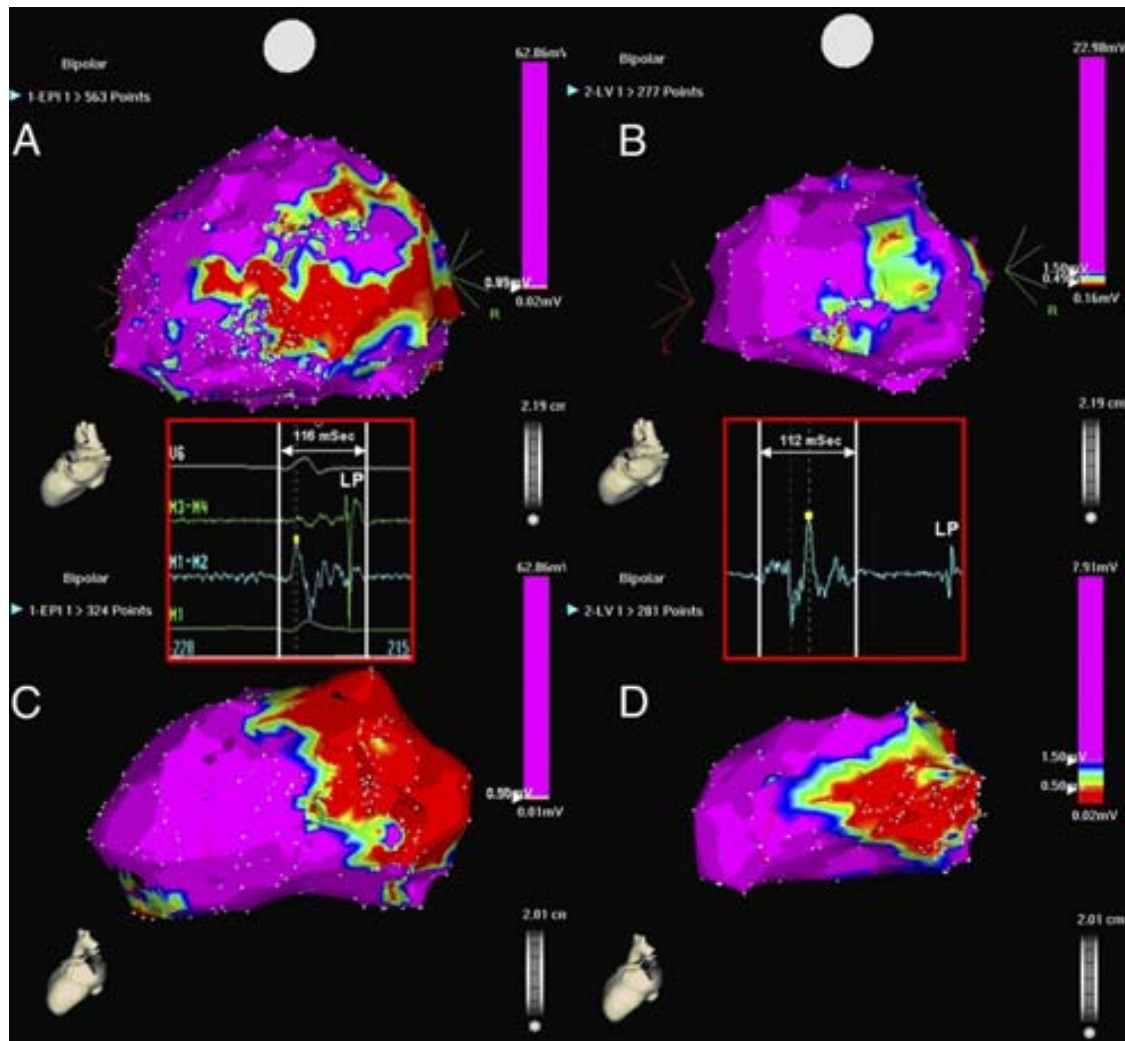 62.86mV
Bipolar
1-EPI 1 > 563 Points
A
0.02mV
R
2.19 cm
22.98mV
Bipolar
2-LV 1 > 277 Points
B
1.50mV
0.16mV
R
2.19 cm
116 mSec
V6
LP
M3-M4
M1-M2
M1
-220
215
112 mSec
LP
62.86mV
Bipolar
1-EPI 1 > 324 Points
C
0.01mV
2.01 cm
7.91mV
Bipolar
2-LV 1 > 281 Points
D
1.50mV
0.50mV
0.02mV
2.01 cm